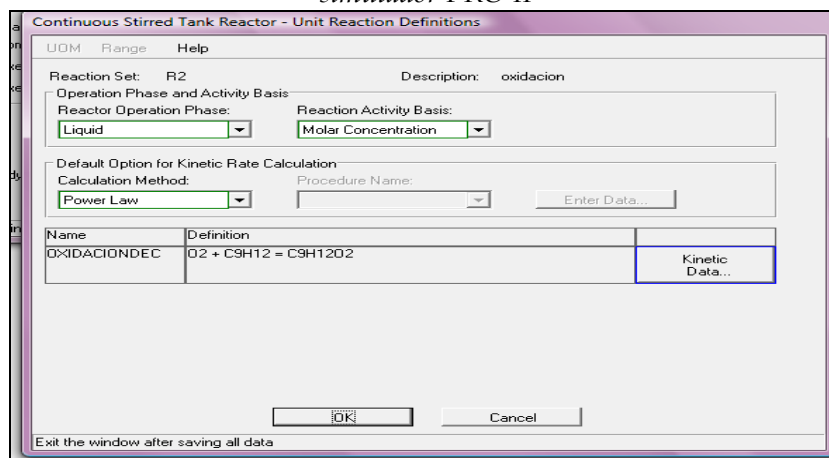 simulador PRO II
Continuous Stirred Tank Reactor - Unit Reaction Definitions
UOM Range Help
Reaction Set: R2 Description: oxidacion
Operation Phase and Activity Basis
Reactor Operation Phase: Reaction Activity Basis:
Liquid Molar Concentration
Default Option for Kinetic Rate Calculation
Calculation Method: Procedure Name:
Power Law Enter Data...
Name Definition
OXIDACIONDEC O2 + C9H12 = C9H12O2 Kinetic
Data...
OK Cancel
Exit the window after saving all data